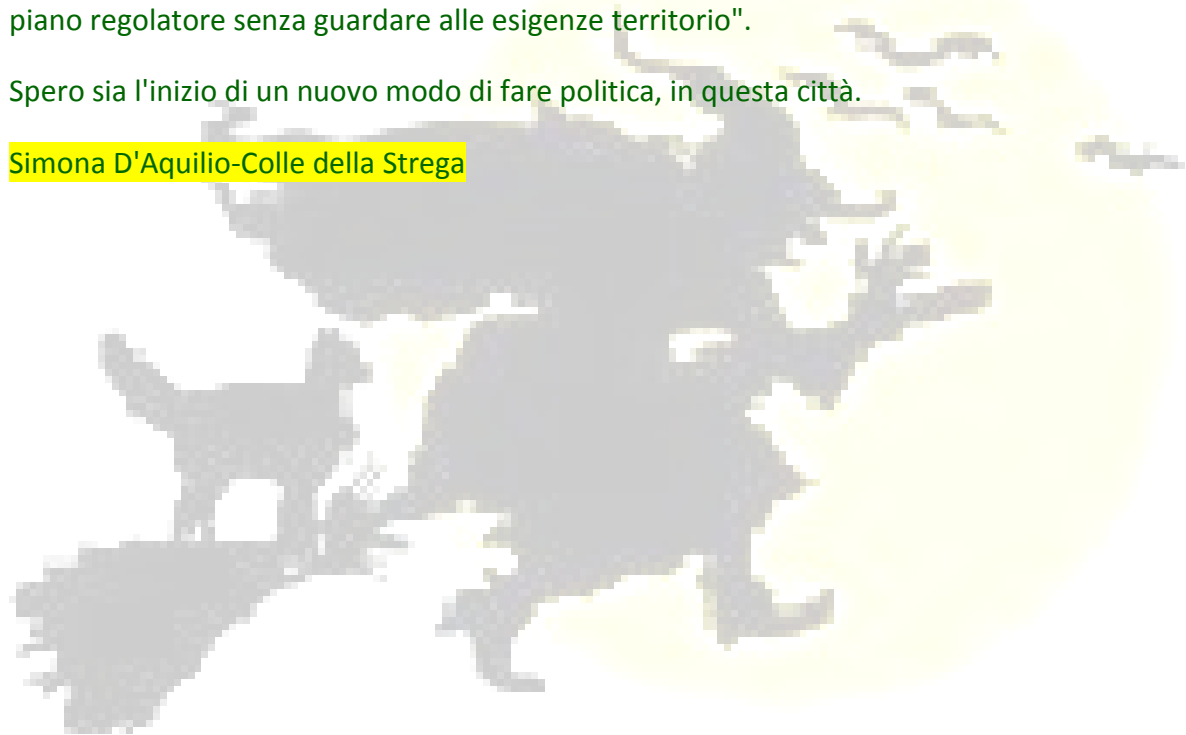 piano regolatore senza guardare alle esigenze territorio".
Spero sia l'inizio di un nuovo modo di fare politica, in questa città.
Simona D'Aquilio-Colle della Strega